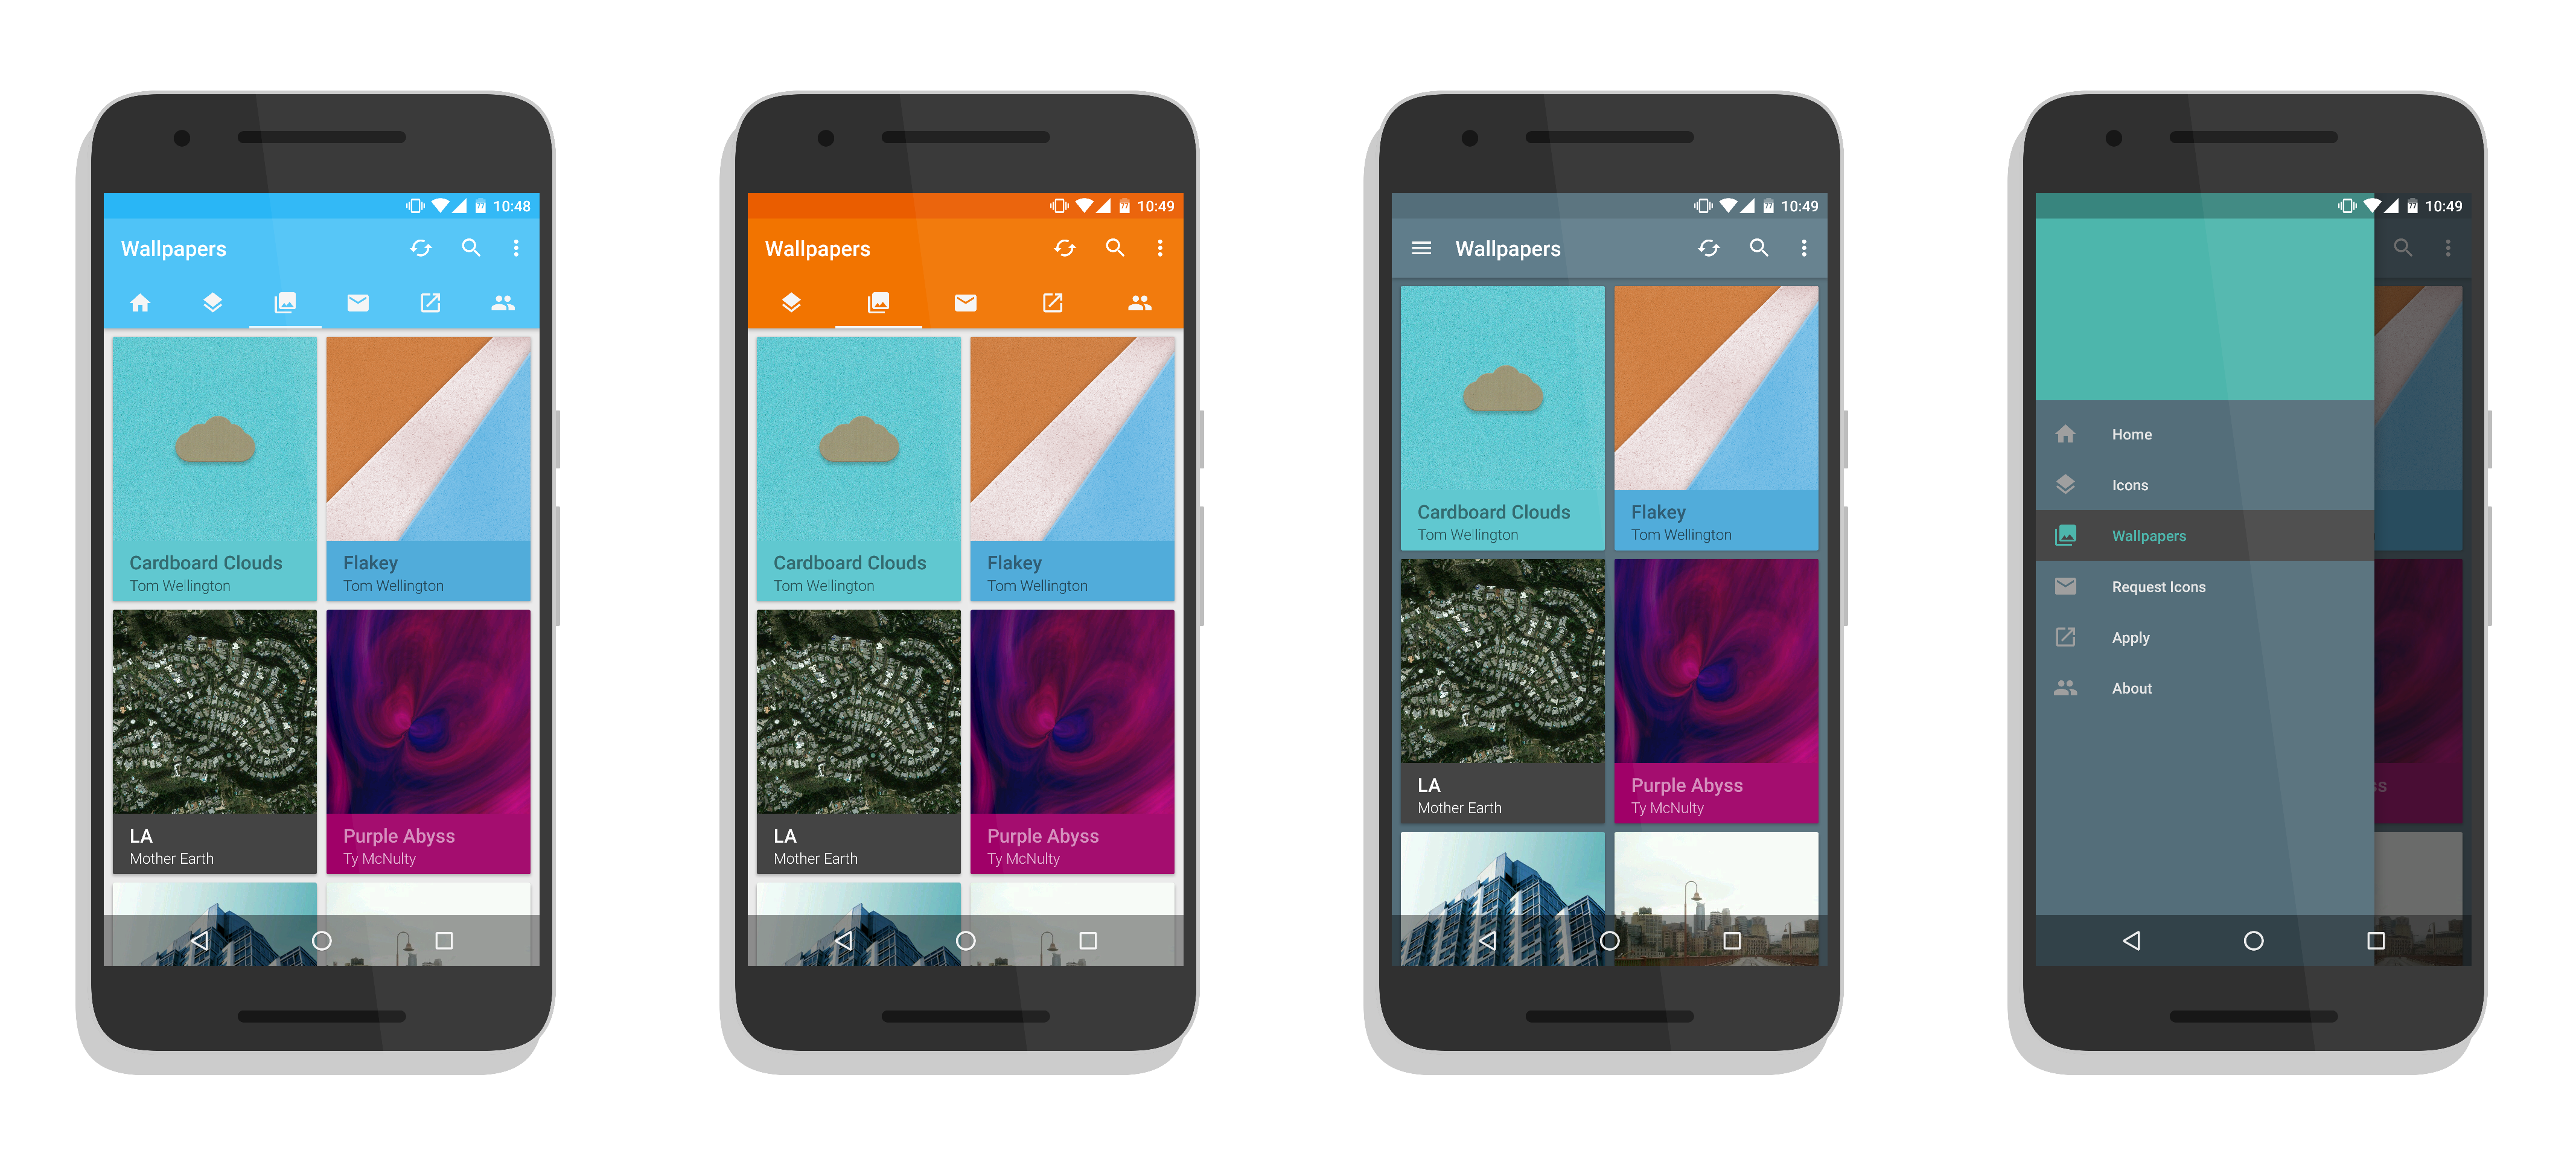 10:48
Wallpapers
Cardboard Clouds
Tom Wellington
Flakey
Tom Wellington
LA
Mother Earth
Purple Abyss
Ty McNulty
10:49
Wallpapers
Cardboard Clouds
Tom Wellington
Flakey
Tom Wellington
LA
Mother Earth
Purple Abyss
Ty McNulty
10:49
Wallpapers
Cardboard Clouds
Tom Wellington
Flakey
Tom Wellington
LA
Mother Earth
Purple Abyss
Ty McNulty
10:49
Home
Icons
Wallpapers
Request Icons
Apply
About